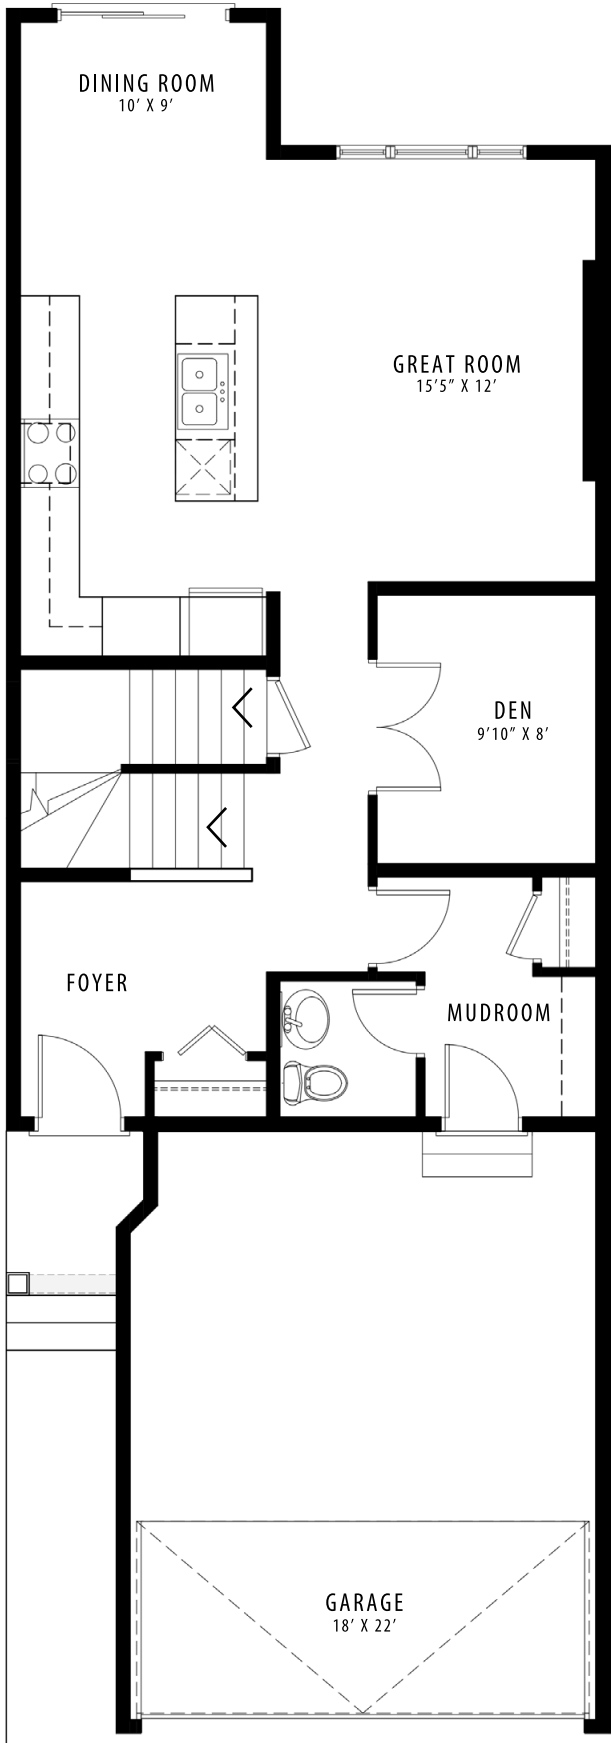 DINING ROOM
10' X 9'
GREAT ROOM
15'5" X 12'
DEN
9'10" X 8'
FOYER
MUDROOM
GARAGE
18' X 22'